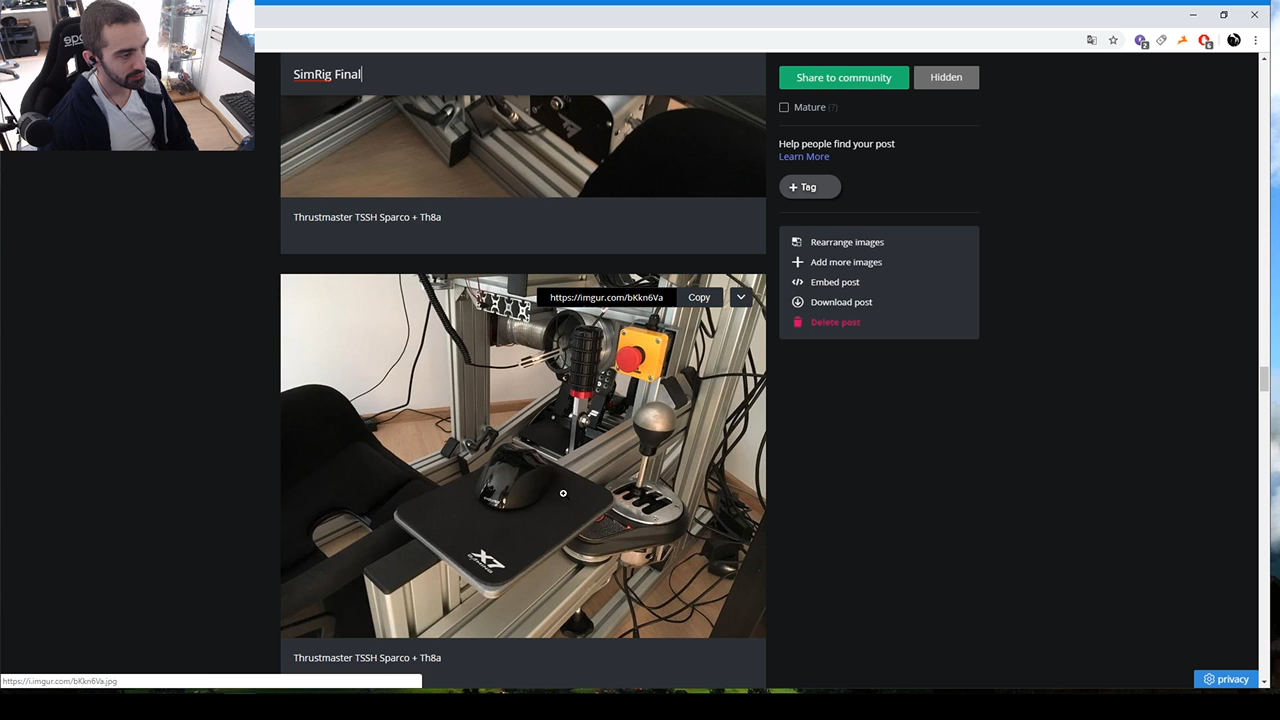 SimRig Final
Share to community
Hidden
Mature (?)
Help people find your post
Learn More
+ Tag
Thrustmaster TSSH Sparco + Th8a
Rearrange images
Add more images
Embed post
Download post
Delete post
https://imgur.com/bKkn6Va
Copy
X7
Thrustmaster TSSH Sparco + Th8a
https://i.imgur.com/bKkn6Va.jpg
privacy